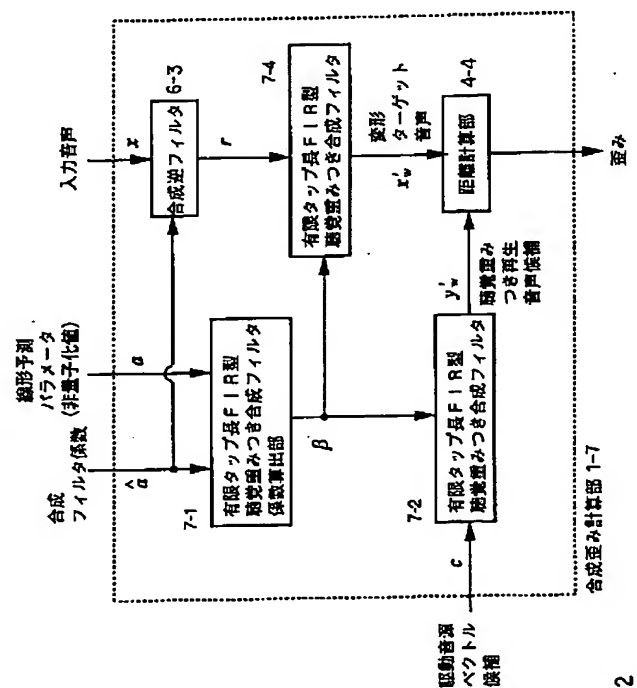 合成
フィルタ係数
線形予測
パラメータ
(非量子化値)
入力音声
â
a
x
合成逆フィルタ
6-3
r
7-1
有限タップ長FIR型
聴覚重みつき合成フィルタ
係数算出部
β
7-4
有限タップ長FIR型
聴覚重みつき合成フィルタ
x'w
変形
ターゲット
音声
7-2
有限タップ長FIR型
聴覚重みつき合成フィルタ
y'w
聴覚重み
つき再生
音声候補
距離計算部
4-4
歪み
駆動音源
ベクトル
候補
c
合成歪み計算部 1-7
2